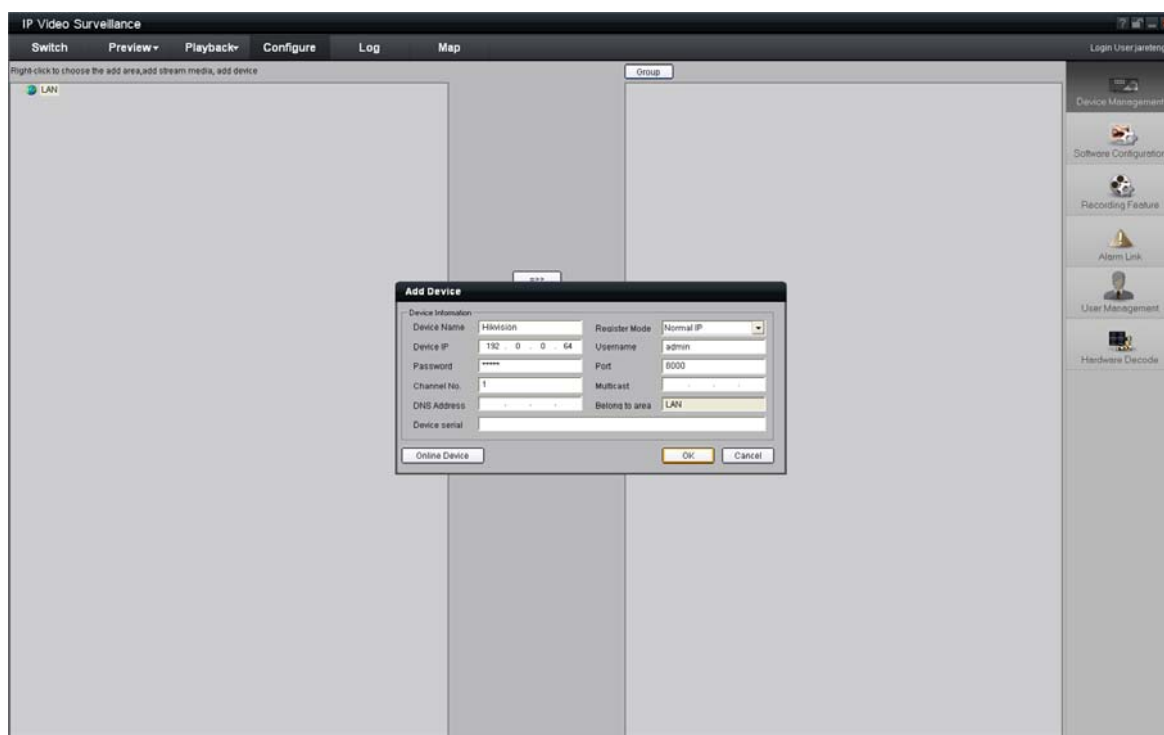 IP Video Surveillance
Switch Preview Playback Configure Log Map Login User:jareteng
Right-click to choose the add area,add stream media, add device
Group
LAN
Device Management
Software Configuration
Recording Feature
Alarm Link
User Management
Hardware Decode
==>
Add Device
Device Information
Device Name Hikvision Register Mode Normal IP
Device IP 192 . 0 . 0 . 64 Username admin
Password ***** Port 8000
Channel No. 1 Multicast . . .
DNS Address . . . Belong to area LAN
Device serial
Online Device OK Cancel